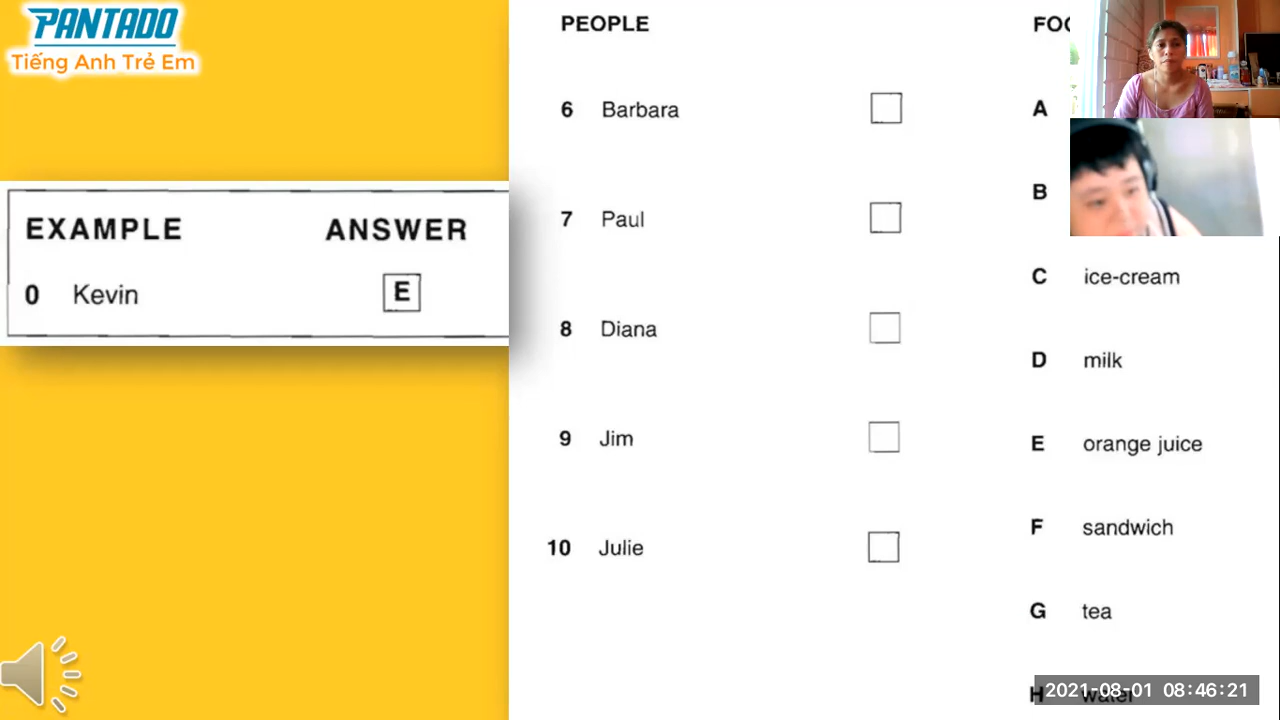 PANTADO
Tiếng Anh Trẻ Em
EXAMPLE ANSWER
0 Kevin E
PEOPLE
6 Barbara
7 Paul
8 Diana
9 Jim
10 Julie
A
B
C ice-cream
D milk
E orange juice
F sandwich
G tea
H water
2021-08-01 08:46:21